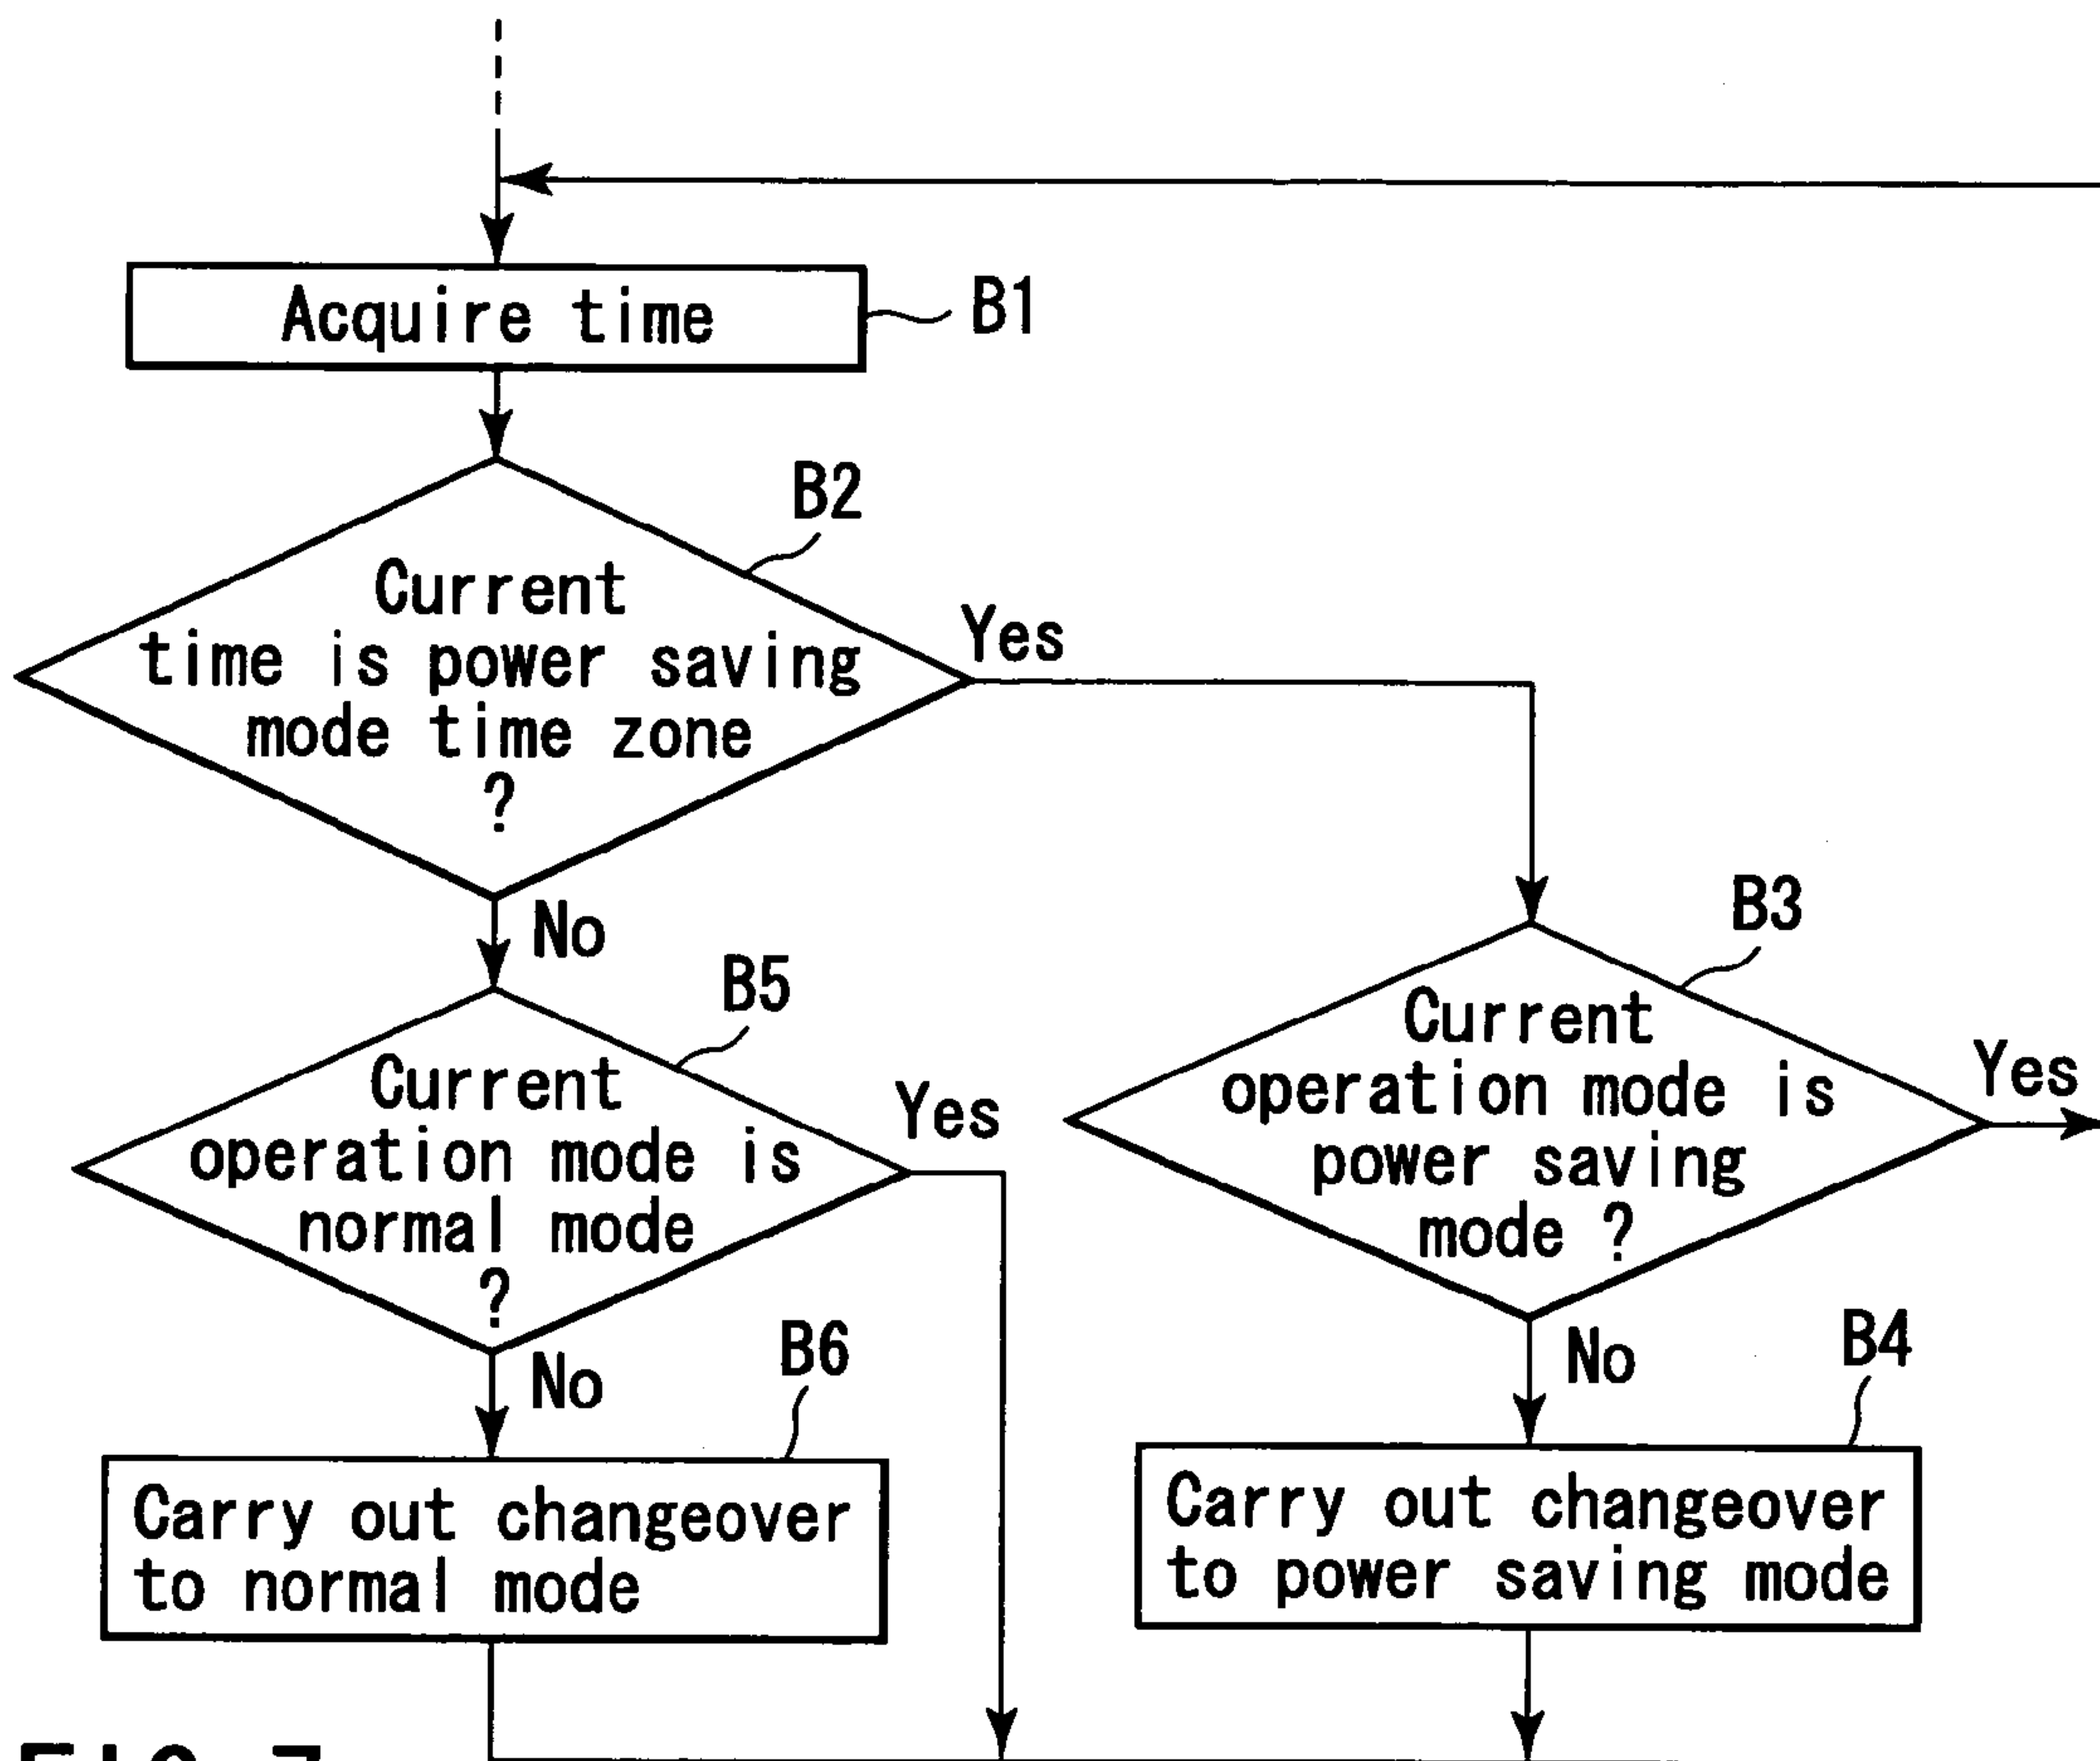 Acquire time
B1
B2
Current
time is power saving
mode time zone
?
Yes
No
B3
Current
operation mode is
power saving
mode ?
Yes
No
B5
Current
operation mode is
normal mode
?
Yes
No
B6
Carry out changeover
to normal mode
B4
Carry out changeover
to power saving mode